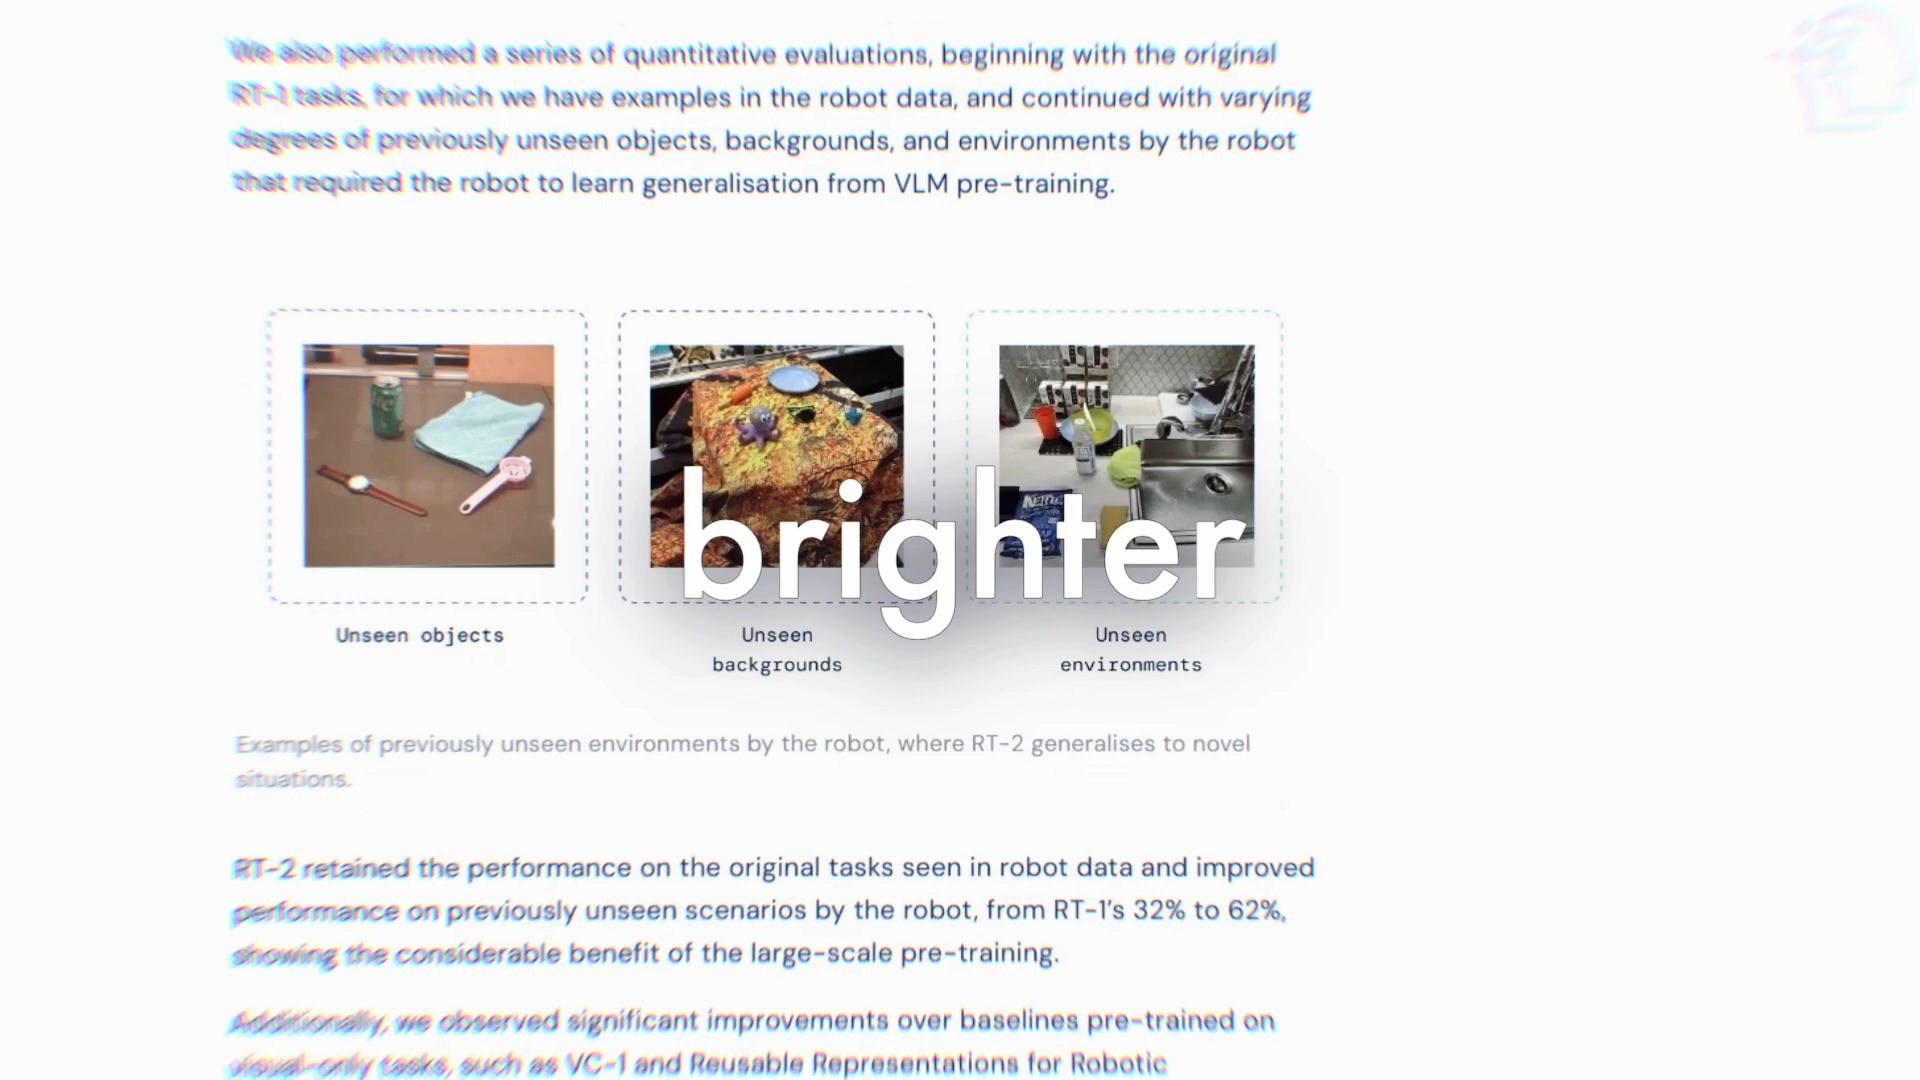 We also performed a series of quantitative evaluations, beginning with the original
RT-1 tasks, for which we have examples in the robot data, and continued with varying
degrees of previously unseen objects, backgrounds, and environments by the robot
that required the robot to learn generalisation from VLM pre-training.
KETTLE
brighter
Unseen objects
Unseen
backgrounds
Unseen
environments
Examples of previously unseen environments by the robot, where RT-2 generalises to novel
situations.
RT-2 retained the performance on the original tasks seen in robot data and improved
performance on previously unseen scenarios by the robot, from RT-1's 32% to 62%,
showing the considerable benefit of the large-scale pre-training.
Additionally, we observed significant improvements over baselines pre-trained on
visual-only tasks, such as VC-1 and Reusable Representations for Robotic